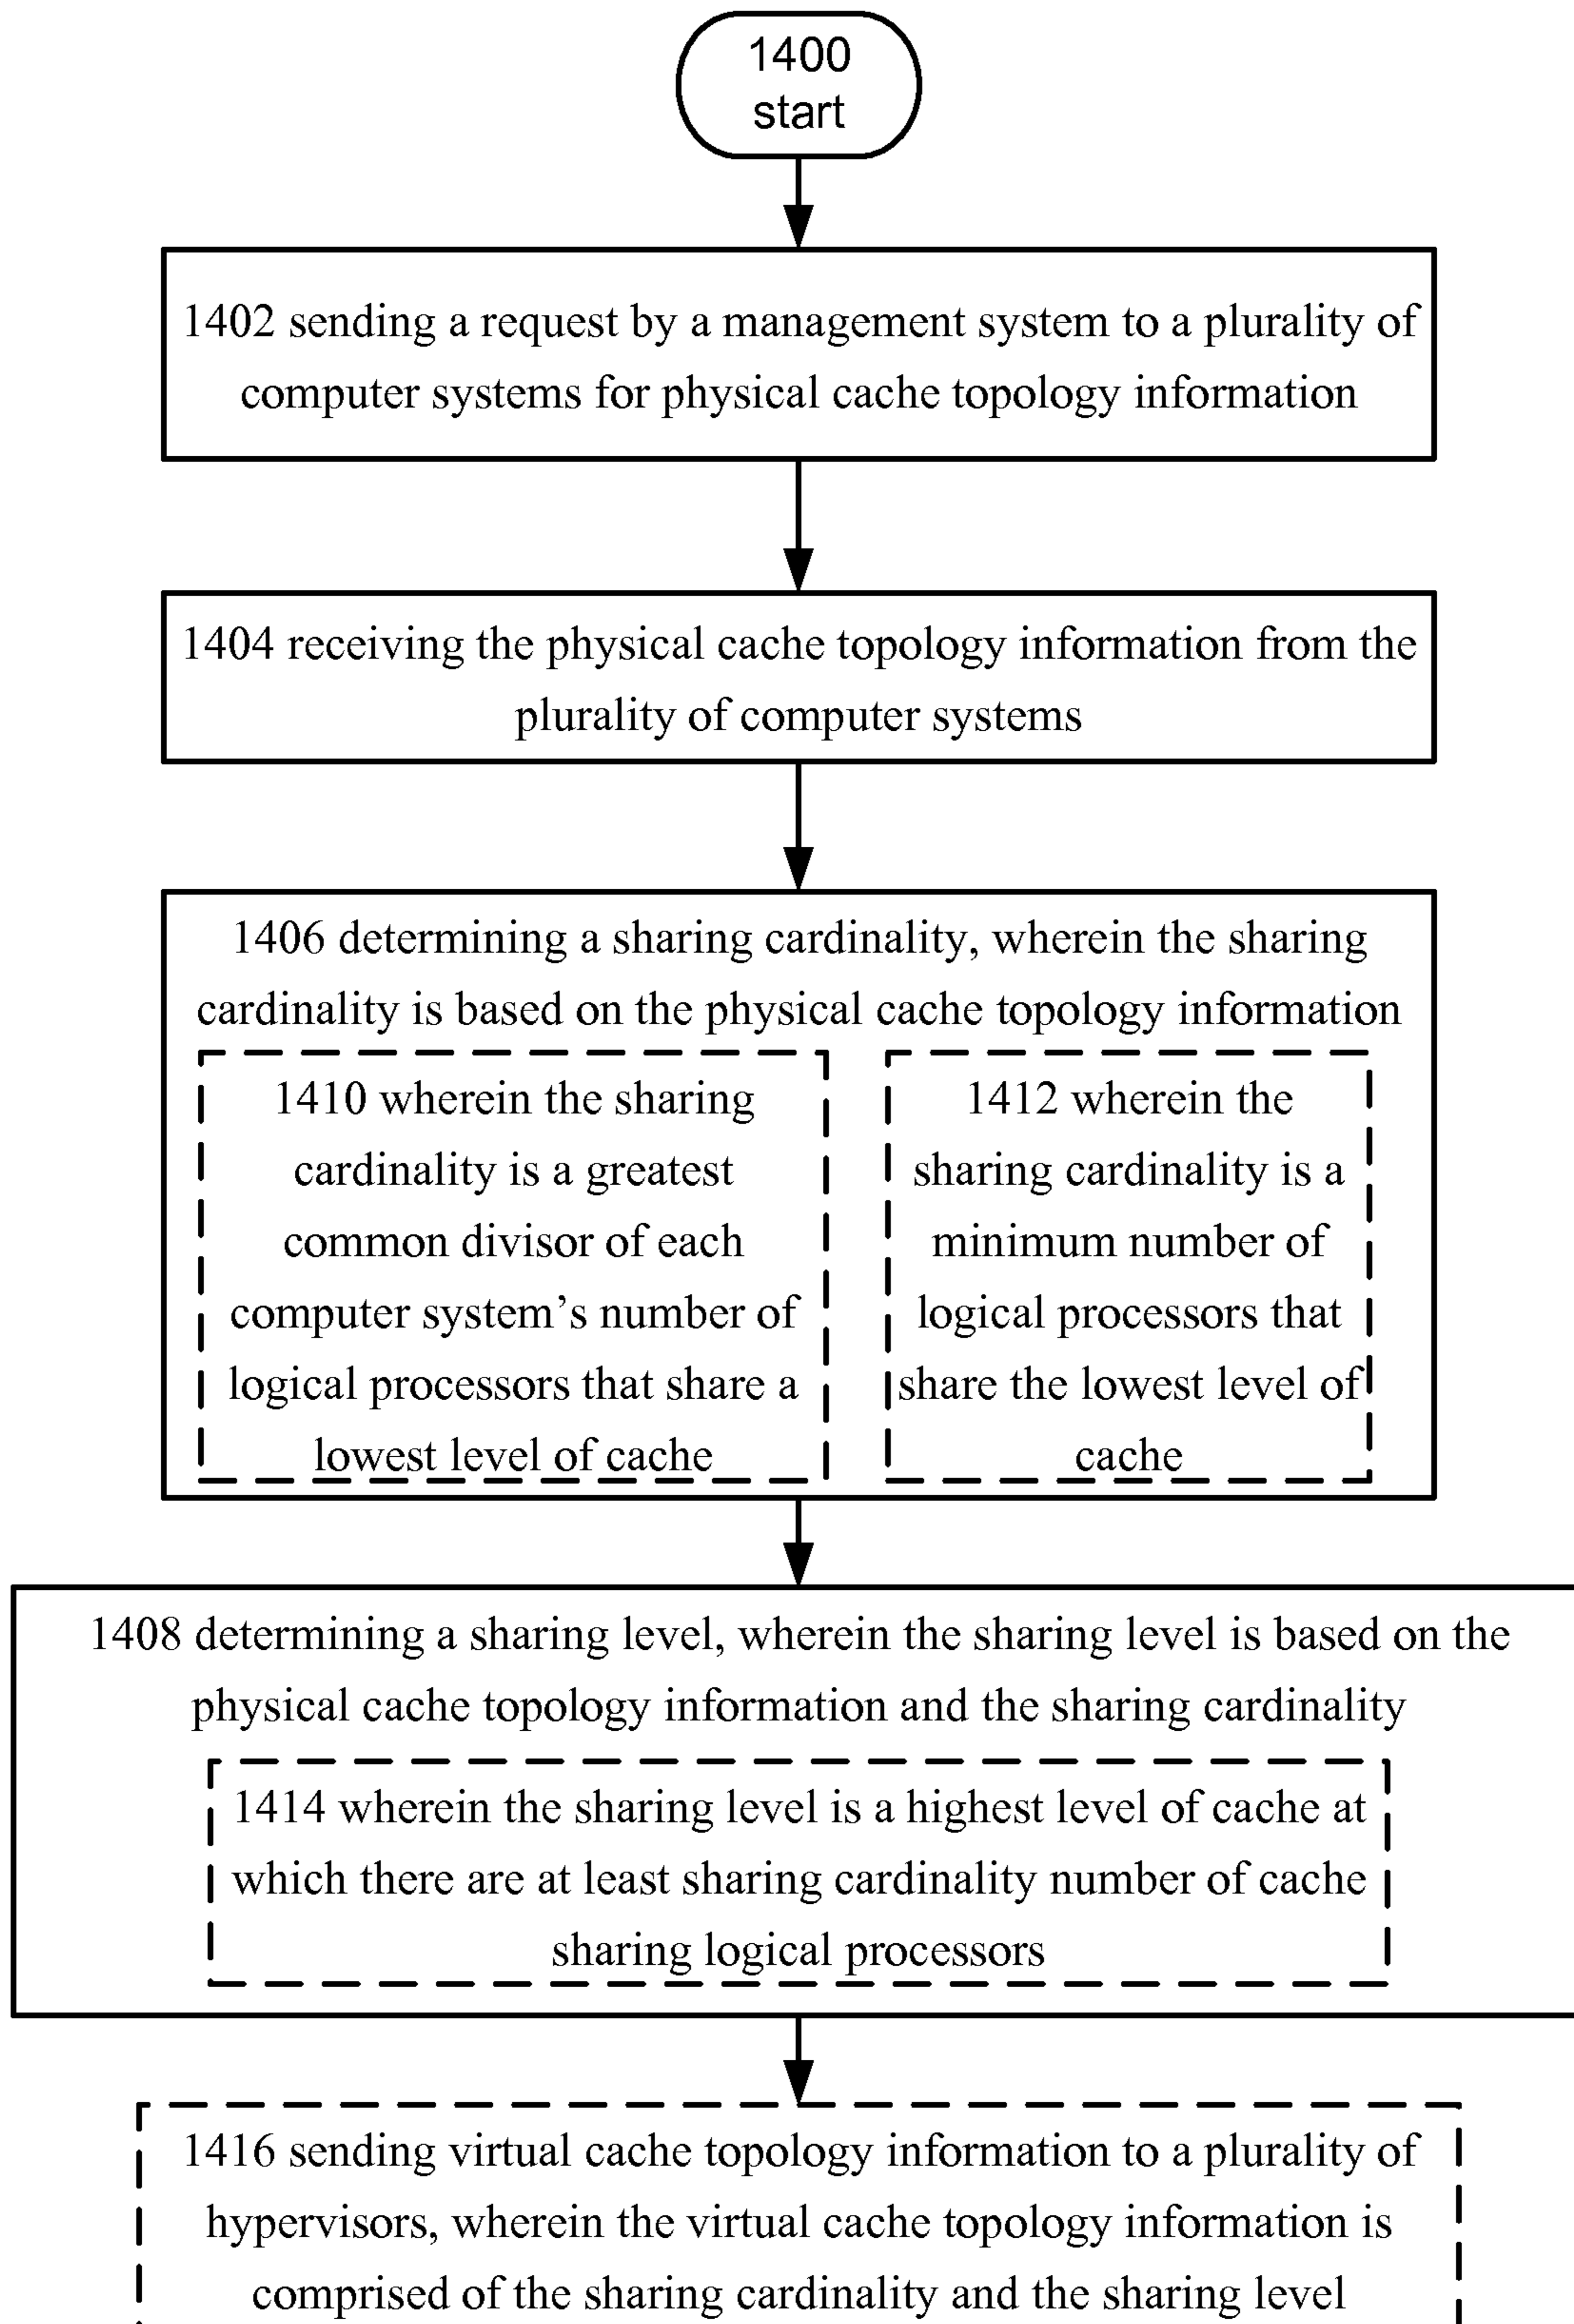 1400
start
1402 sending a request by a management system to a plurality of
computer systems for physical cache topology information
1404 receiving the physical cache topology information from the
plurality of computer systems
1406 determining a sharing cardinality, wherein the sharing
cardinality is based on the physical cache topology information
1410 wherein the sharing
cardinality is a greatest
common divisor of each
computer system’s number of
logical processors that share a
lowest level of cache
1412 wherein the
sharing cardinality is a
minimum number of
logical processors that
share the lowest level of
cache
1408 determining a sharing level, wherein the sharing level is based on the
physical cache topology information and the sharing cardinality
1414 wherein the sharing level is a highest level of cache at
which there are at least sharing cardinality number of cache
sharing logical processors
1416 sending virtual cache topology information to a plurality of
hypervisors, wherein the virtual cache topology information is
comprised of the sharing cardinality and the sharing level